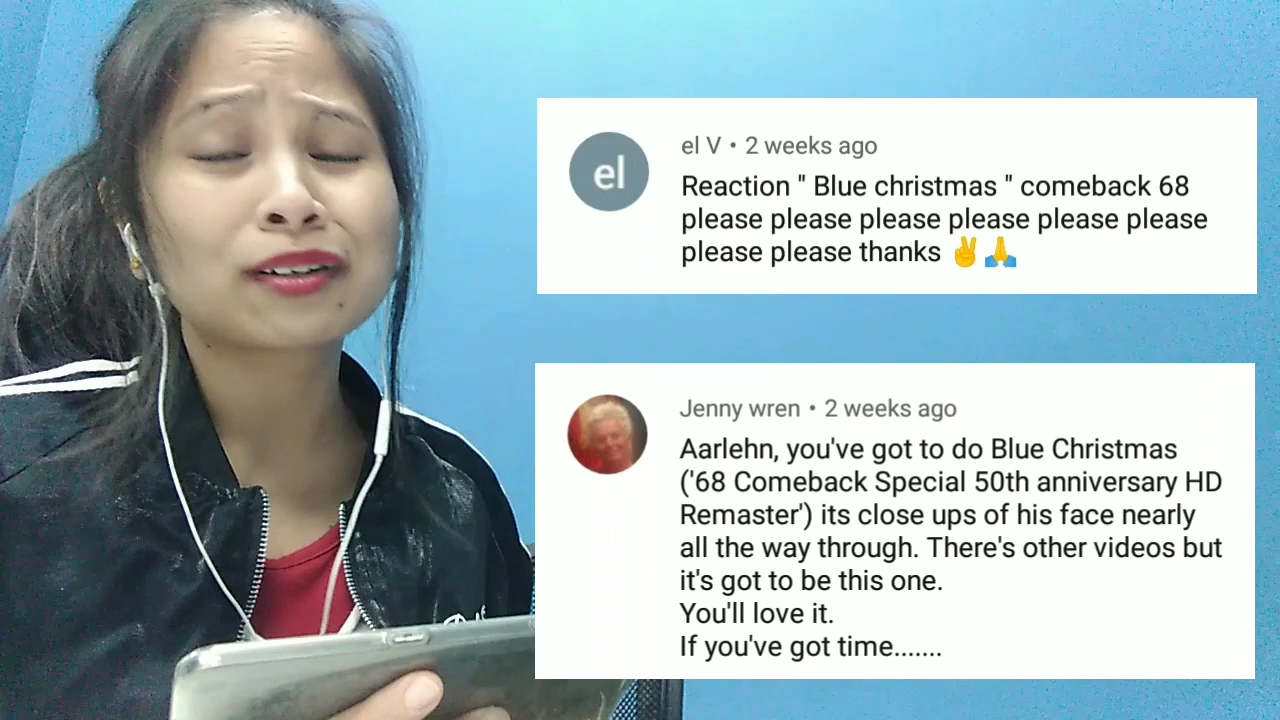 el
el V • 2 weeks ago
Reaction " Blue christmas " comeback 68
please please please please please please
please please thanks ✌️🙏
Jenny wren • 2 weeks ago
Aarlehn, you've got to do Blue Christmas
('68 Comeback Special 50th anniversary HD
Remaster') its close ups of his face nearly
all the way through. There's other videos but
it's got to be this one.
You'll love it.
If you've got time.......